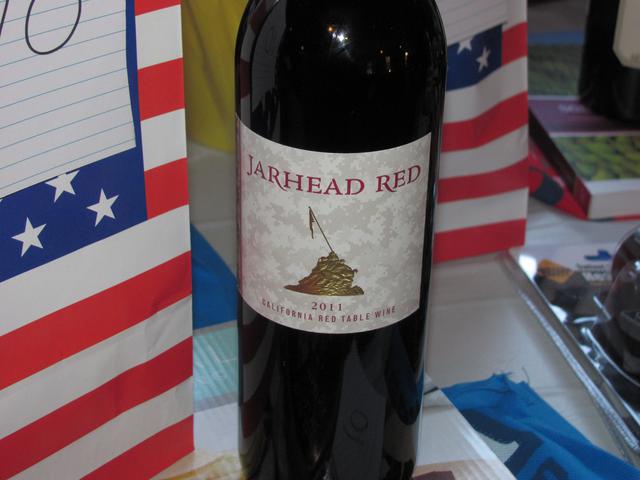 JARHEAD RED
2011
CALIFORNIA RED TABLE WINE